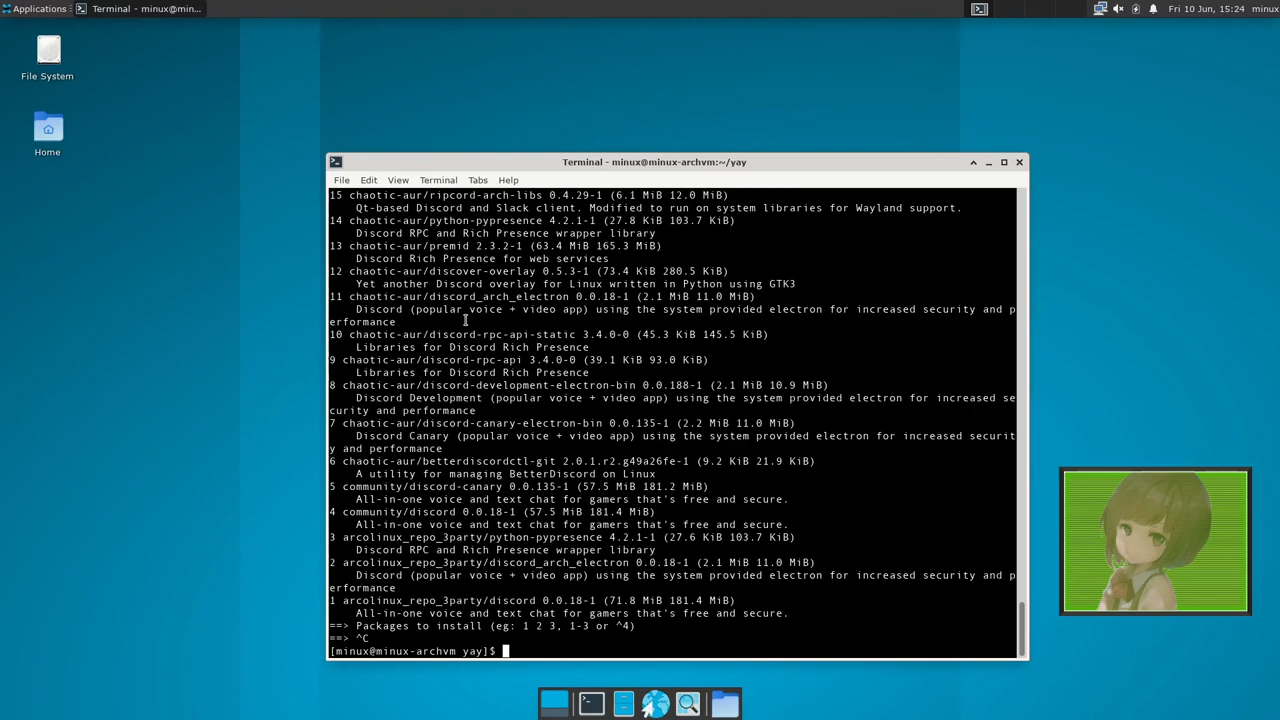 Applications
Terminal - minux@min...
Fri 10 Jun, 15:24
minux
File System
Home
Terminal - minux@minux-archvm:~/yay
File Edit View Terminal Tabs Help
15 chaotic-aur/ripcord-arch-libs 0.4.29-1 (6.1 MiB 12.0 MiB)
Qt-based Discord and Slack client. Modified to run on system libraries for Wayland support.
14 chaotic-aur/python-pypresence 4.2.1-1 (27.8 KiB 103.7 KiB)
Discord RPC and Rich Presence wrapper library
13 chaotic-aur/premid 2.3.2-1 (63.4 MiB 165.3 MiB)
Discord Rich Presence for web services
12 chaotic-aur/discover-overlay 0.5.3-1 (73.4 KiB 280.5 KiB)
Yet another Discord overlay for Linux written in Python using GTK3
11 chaotic-aur/discord_arch_electron 0.0.18-1 (2.1 MiB 11.0 MiB)
Discord (popular voice + video app) using the system provided electron for increased security and p
erformance
10 chaotic-aur/discord-rpc-api-static 3.4.0-0 (45.3 KiB 145.5 KiB)
Libraries for Discord Rich Presence
9 chaotic-aur/discord-rpc-api 3.4.0-0 (39.1 KiB 93.0 KiB)
Libraries for Discord Rich Presence
8 chaotic-aur/discord-development-electron-bin 0.0.188-1 (2.1 MiB 10.9 MiB)
Discord Development (popular voice + video app) using the system provided electron for increased se
curity and performance
7 chaotic-aur/discord-canary-electron-bin 0.0.135-1 (2.2 MiB 11.0 MiB)
Discord Canary (popular voice + video app) using the system provided electron for increased securit
y and performance
6 chaotic-aur/betterdiscordctl-git 2.0.1.r2.g49a26fe-1 (9.2 KiB 21.9 KiB)
A utility for managing BetterDiscord on Linux
5 community/discord-canary 0.0.135-1 (57.5 MiB 181.2 MiB)
All-in-one voice and text chat for gamers that's free and secure.
4 community/discord 0.0.18-1 (57.5 MiB 181.4 MiB)
All-in-one voice and text chat for gamers that's free and secure.
3 arcolinux_repo_3party/python-pypresence 4.2.1-1 (27.6 KiB 103.7 KiB)
Discord RPC and Rich Presence wrapper library
2 arcolinux_repo_3party/discord_arch_electron 0.0.18-1 (2.1 MiB 11.0 MiB)
Discord (popular voice + video app) using the system provided electron for increased security and p
erformance
1 arcolinux_repo_3party/discord 0.0.18-1 (71.8 MiB 181.4 MiB)
All-in-one voice and text chat for gamers that's free and secure.
==> Packages to install (eg: 1 2 3, 1-3 or ^4)
==> ^C
[minux@minux-archvm yay]$